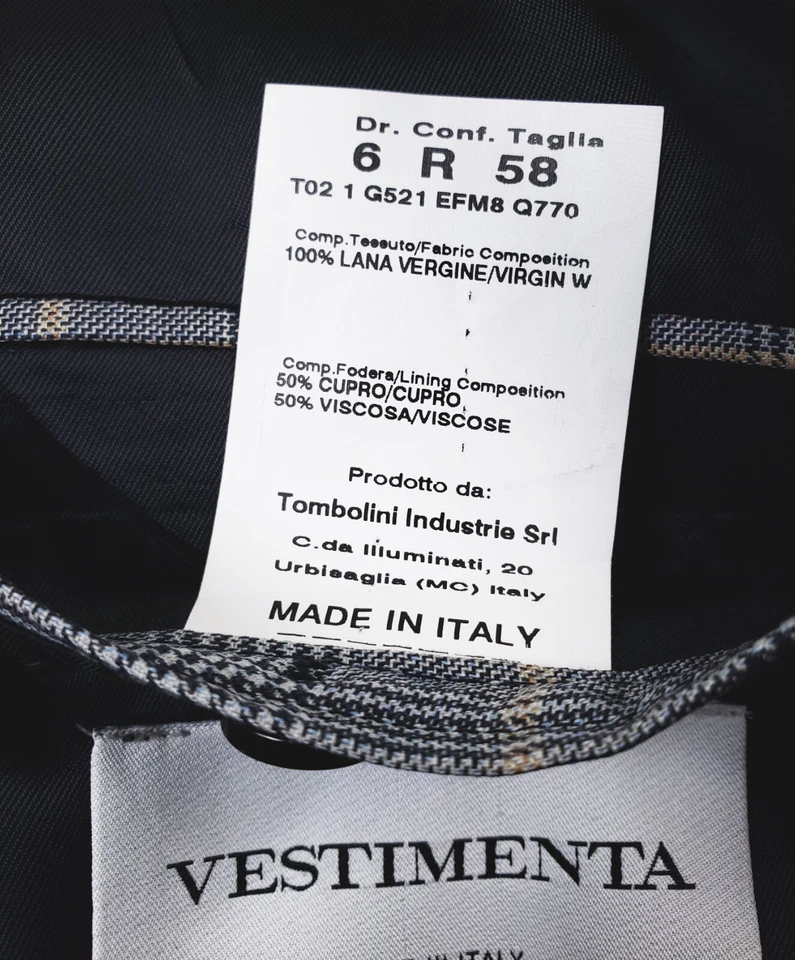 Dr. Conf. Taglia
6 R 58
T02 1 G521 EFM8 Q770
Comp.Tessuto/Fabric Composition
100% LANA VERGINE/VIRGIN W
Comp.Fodera/Lining Composition
50% CUPRO/CUPRO
50% VISCOSA/VISCOSE
Prodotto da:
Tombolini Industrie Srl
C.da Illuminati, 20
Urbisaglia (MC) Italy
MADE IN ITALY
VESTIMENTA
ITALY